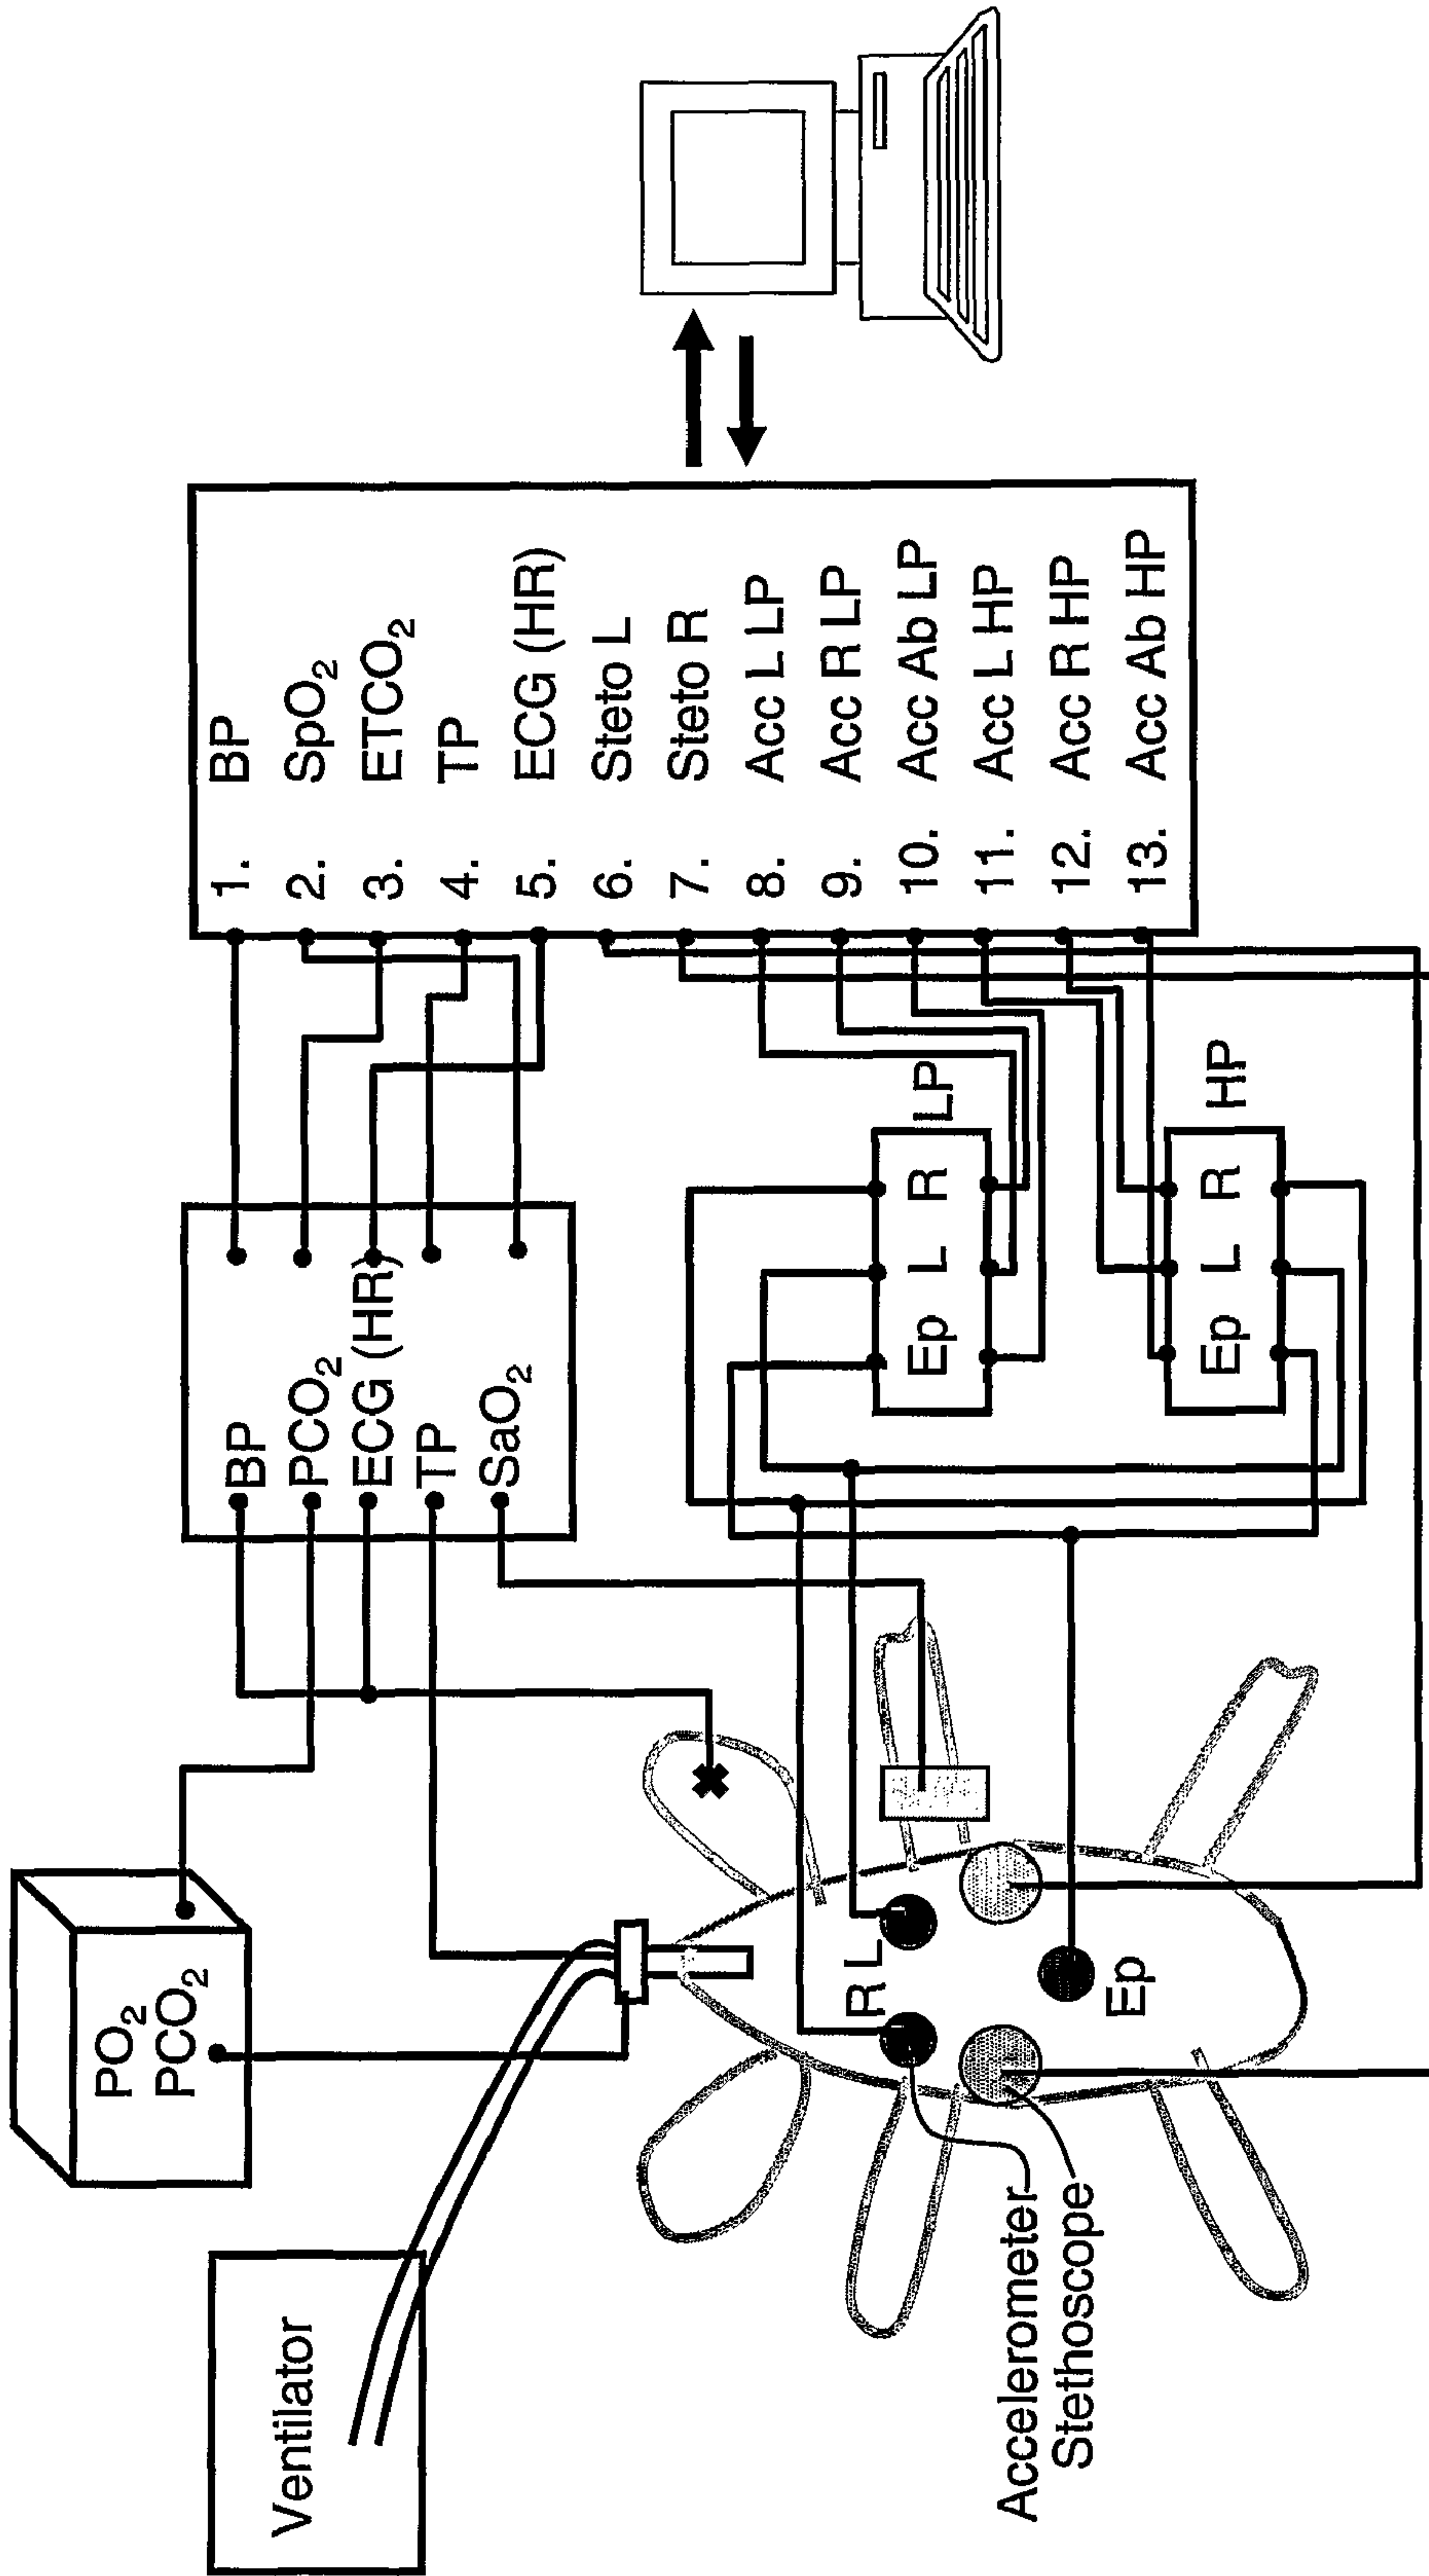 Ventilator
PO₂
PCO₂
BP
PCO₂
ECG (HR)
TP
SaO₂
1. BP
2. SpO₂
3. ETCO₂
4. TP
5. ECG (HR)
6. Steto L
7. Steto R
8. Acc L LP
9. Acc R LP
10. Acc Ab LP
11. Acc L HP
12. Acc R HP
13. Acc Ab HP
Ep L R
LP
Ep L R
HP
R L
Ep
Accelerometer
Stethoscope